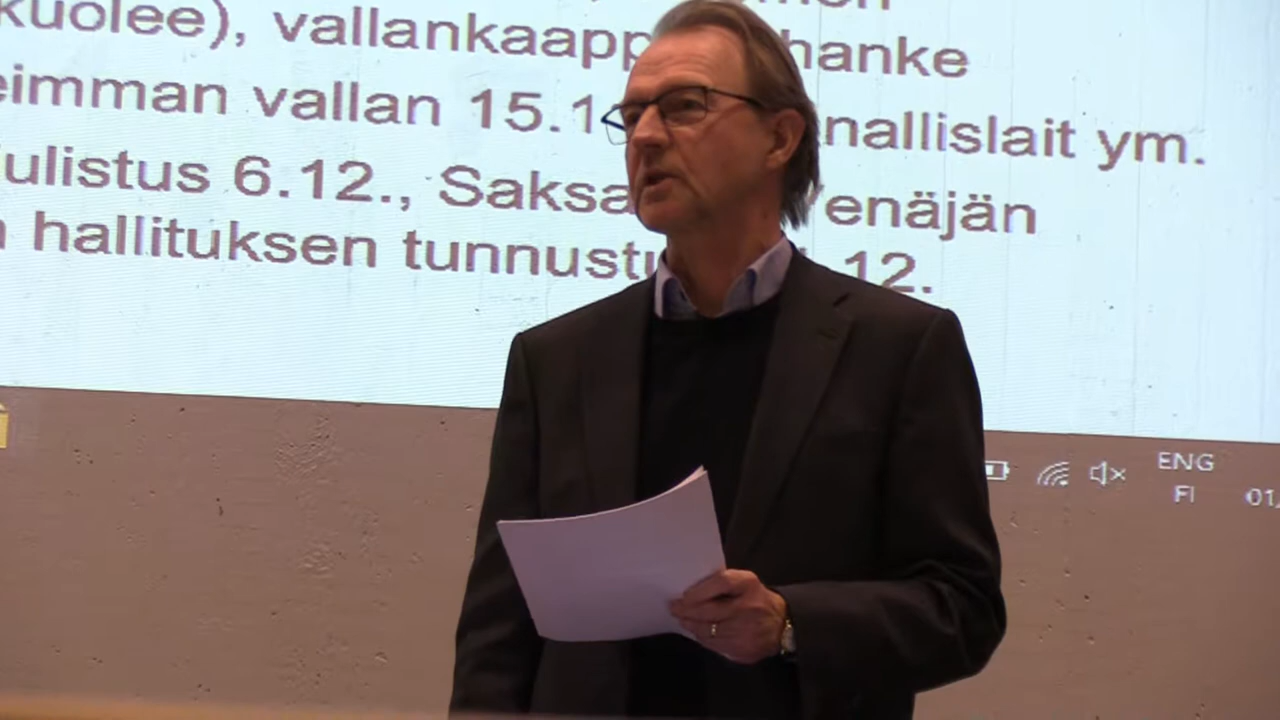 kuolee), vallankaapp hanke
eimman vallan 15.1 nallislait ym.
ulistus 6.12., Saksa enäjän
hallituksen tunnustu 12.
ENG
FI
01